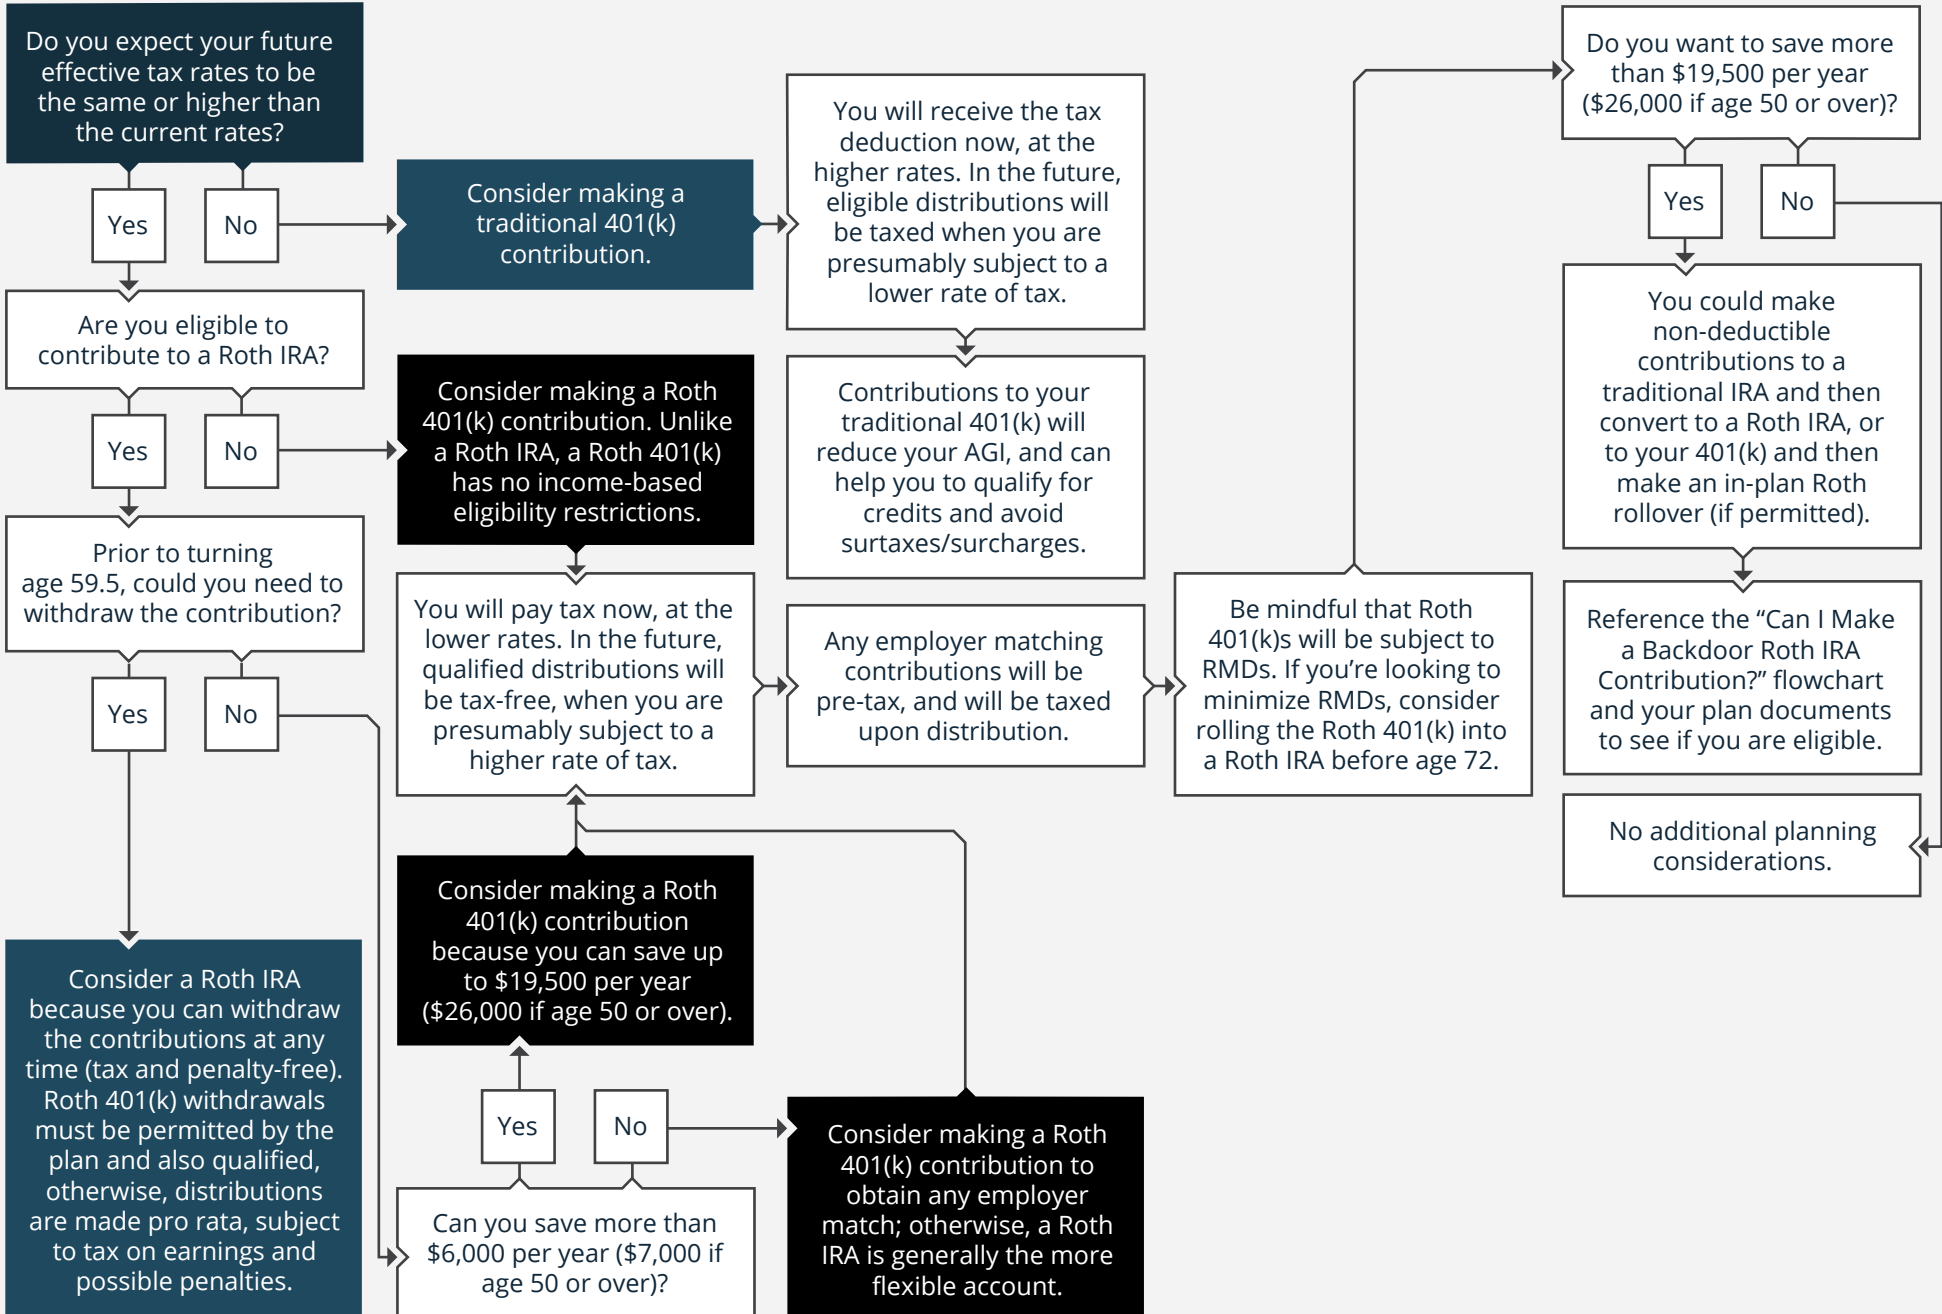 Do you expect your future
effective tax rates to be
the same or higher than
the current rates?
Yes
No
Consider making a
traditional 401(k)
contribution.
You will receive the tax
deduction now, at the
higher rates. In the future,
eligible distributions will
be taxed when you are
presumably subject to a
lower rate of tax.
Contributions to your
traditional 401(k) will
reduce your AGI, and can
help you to qualify for
credits and avoid
surtaxes/surcharges.
Are you eligible to
contribute to a Roth IRA?
Yes
No
Consider making a Roth
401(k) contribution. Unlike
a Roth IRA, a Roth 401(k)
has no income-based
eligibility restrictions.
Prior to turning
age 59.5, could you need to
withdraw the contribution?
Yes
No
Consider a Roth IRA
because you can withdraw
the contributions at any
time (tax and penalty-free).
Roth 401(k) withdrawals
must be permitted by the
plan and also qualified,
otherwise, distributions
are made pro rata, subject
to tax on earnings and
possible penalties.
Can you save more than
$6,000 per year ($7,000 if
age 50 or over)?
Yes
No
Consider making a Roth
401(k) contribution
because you can save up
to $19,500 per year
($26,000 if age 50 or over).
Consider making a Roth
401(k) contribution to
obtain any employer
match; otherwise, a Roth
IRA is generally the more
flexible account.
You will pay tax now, at the
lower rates. In the future,
qualified distributions will
be tax-free, when you are
presumably subject to a
higher rate of tax.
Any employer matching
contributions will be
pre-tax, and will be taxed
upon distribution.
Be mindful that Roth
401(k)s will be subject to
RMDs. If you’re looking to
minimize RMDs, consider
rolling the Roth 401(k) into
a Roth IRA before age 72.
Do you want to save more
than $19,500 per year
($26,000 if age 50 or over)?
Yes
No
You could make
non-deductible
contributions to a
traditional IRA and then
convert to a Roth IRA, or
to your 401(k) and then
make an in-plan Roth
rollover (if permitted).
Reference the “Can I Make
a Backdoor Roth IRA
Contribution?” flowchart
and your plan documents
to see if you are eligible.
No additional planning
considerations.